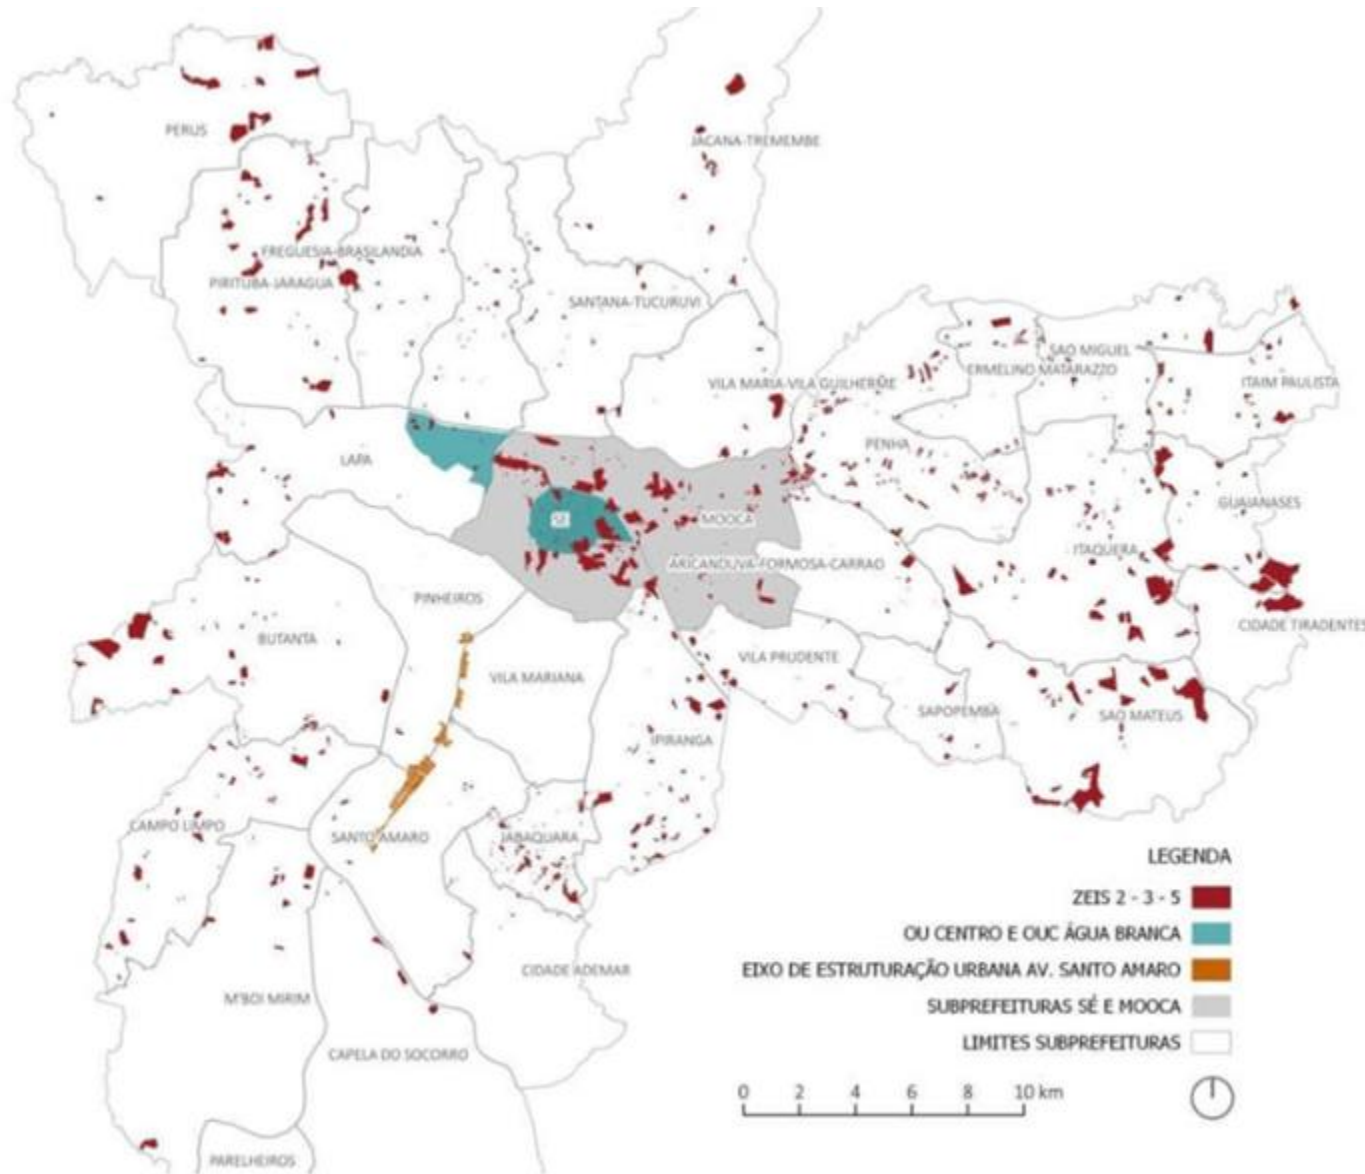 PERUS
JACANA-TREMEMBE
FREGUESIA-BRASILANDIA
PIRITUBA-JARAGUA
SANTANA-TUCURUVI
SAO MIGUEL
ERMELINO MATARAZZO
VILA MARIA-VILA GUILHERME
ITAIM PAULISTA
PENHA
LAPA
GUAIANASES
SE
MOOCA
ITAQUERA
ARICANDUVA-FORMOSA-CARRAO
PINHEIROS
CIDADE TIRADENTES
BUTANTA
VILA PRUDENTE
VILA MARIANA
SAPOPEMBA
SAO MATEUS
IPIRANGA
CAMPO LIMPO
SANTO AMARO
JABAQUARA
CIDADE ADEMAR
M'BOI MIRIM
CAPELA DO SOCORRO
PARELHEIROS
LEGENDA
ZEIS 2 - 3 - 5
OU CENTRO E OUC ÁGUA BRANCA
EIXO DE ESTRUTURAÇÃO URBANA AV. SANTO AMARO
SUBPREFEITURAS SÉ E MOOCA
LIMITES SUBPREFEITURAS
0 2 4 6 8 10 km